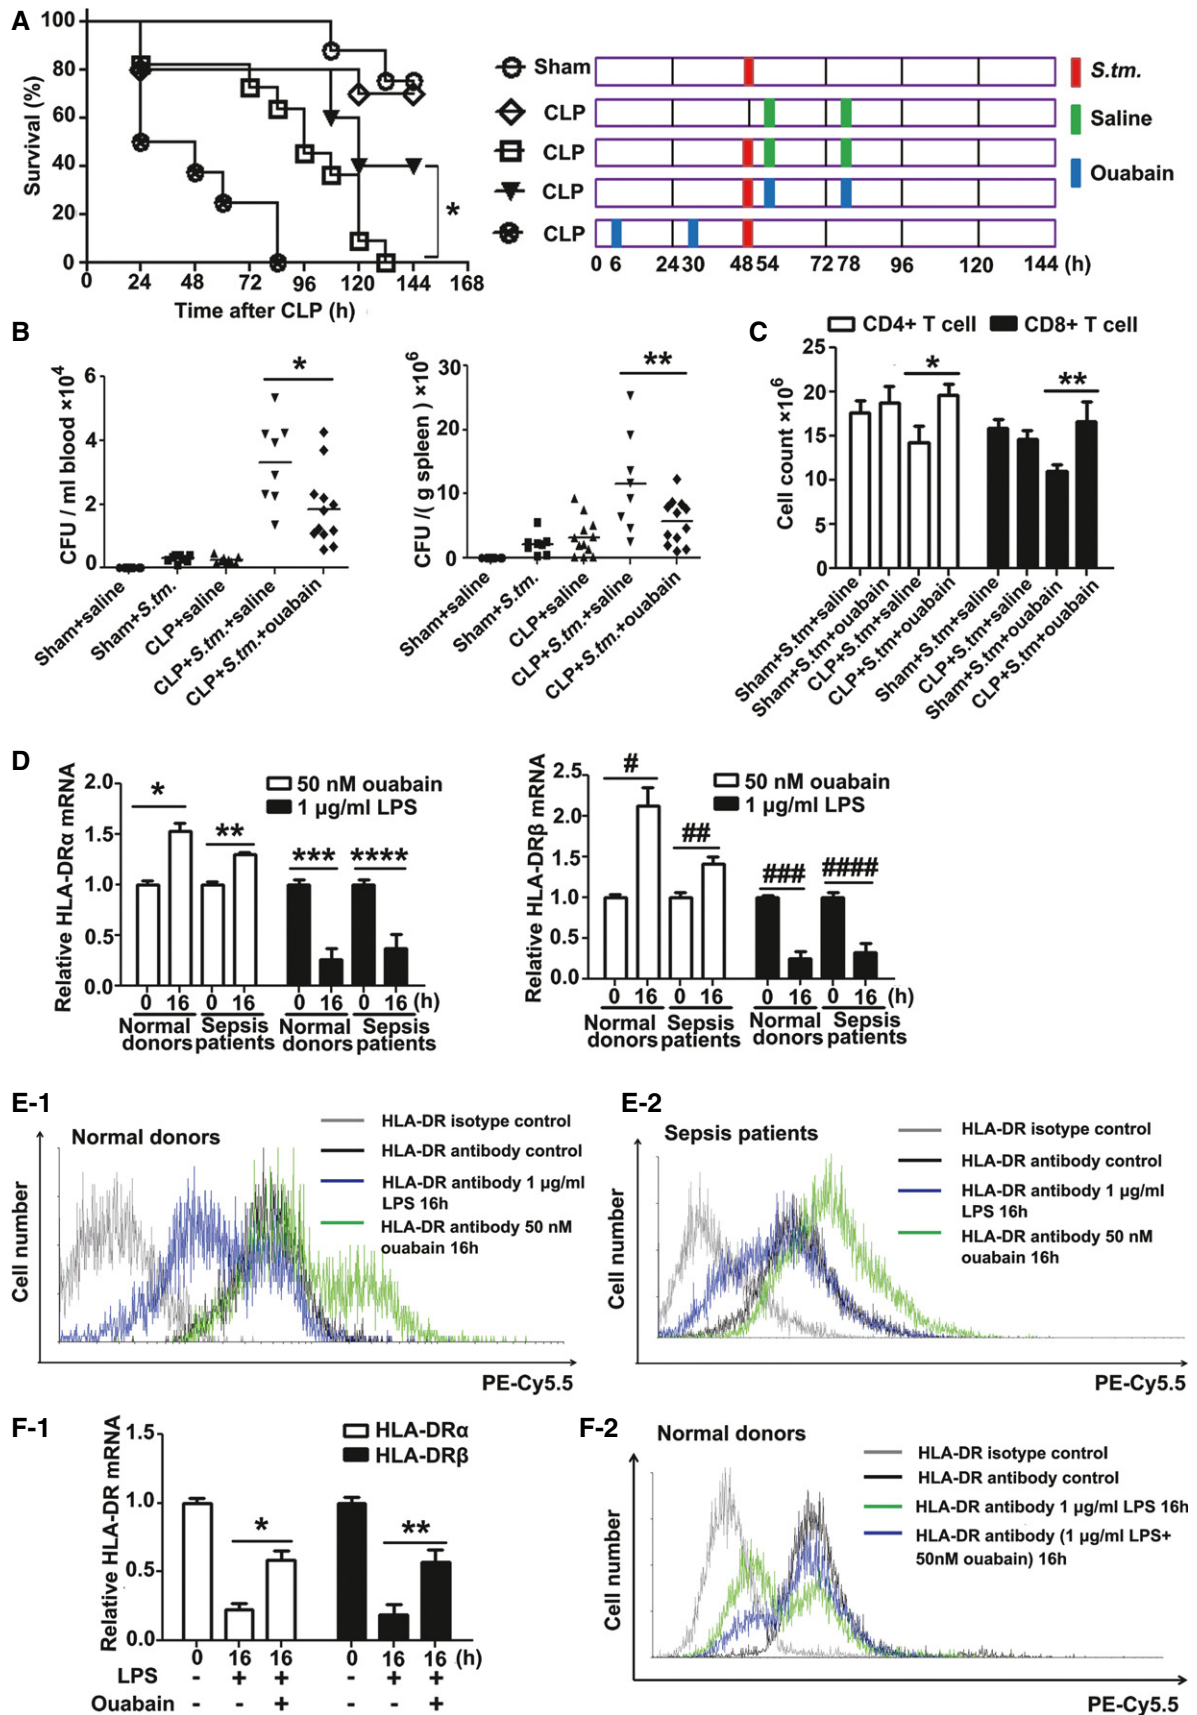 A
Survival (%)
100
80
60
40
20
0
0 24 48 72 96 120 144 168
Time after CLP (h)
*
Sham
CLP
CLP
CLP
CLP
0 6 24 30 48 54 72 78 96 120 144 (h)
S.tm.
Saline
Ouabain
B
CFU / ml blood ×10⁴
6
4
2
0
*
Sham+saline
Sham+S.tm.
CLP+saline
CLP+S.tm.+saline
CLP+S.tm.+ouabain
CFU /( g spleen ) ×10⁶
30
20
10
0
**
Sham+saline
Sham+S.tm.
CLP+saline
CLP+S.tm.+saline
CLP+S.tm.+ouabain
C
CD4+ T cell
CD8+ T cell
Cell count ×10⁶
25
20
15
10
5
0
*
**
Sham+S.tm+saline
Sham+S.tm+ouabain
CLP+S.tm+saline
CLP+S.tm+ouabain
Sham+S.tm+saline
CLP+S.tm+saline
Sham+S.tm+ouabain
CLP+S.tm+ouabain
D
Relative HLA-DRα mRNA
2.0
1.5
1.0
0.5
0.0
50 nM ouabain
1 μg/ml LPS
*
**
***
****
0 16 0 16 0 16 0 16 (h)
Normal donors
Sepsis patients
Normal donors
Sepsis patients
Relative HLA-DRβ mRNA
2.5
2.0
1.5
1.0
0.5
0.0
50 nM ouabain
1 μg/ml LPS
#
##
###
####
0 16 0 16 0 16 0 16 (h)
Normal donors
Sepsis patients
Normal donors
Sepsis patients
E-1
Normal donors
Cell number
HLA-DR isotype control
HLA-DR antibody control
HLA-DR antibody 1 μg/ml
LPS 16h
HLA-DR antibody 50 nM
ouabain 16h
PE-Cy5.5
E-2
Sepsis patients
Cell number
HLA-DR isotype control
HLA-DR antibody control
HLA-DR antibody 1 μg/ml
LPS 16h
HLA-DR antibody 50 nM
ouabain 16h
PE-Cy5.5
F-1
Relative HLA-DR mRNA
1.5
1.0
0.5
0.0
HLA-DRα
HLA-DRβ
*
**
0 16 16 0 16 16 (h)
LPS - + + - + +
Ouabain - - + - - +
F-2
Normal donors
Cell number
HLA-DR isotype control
HLA-DR antibody control
HLA-DR antibody 1 μg/ml LPS 16h
HLA-DR antibody (1 μg/ml LPS+
50nM ouabain) 16h
PE-Cy5.5